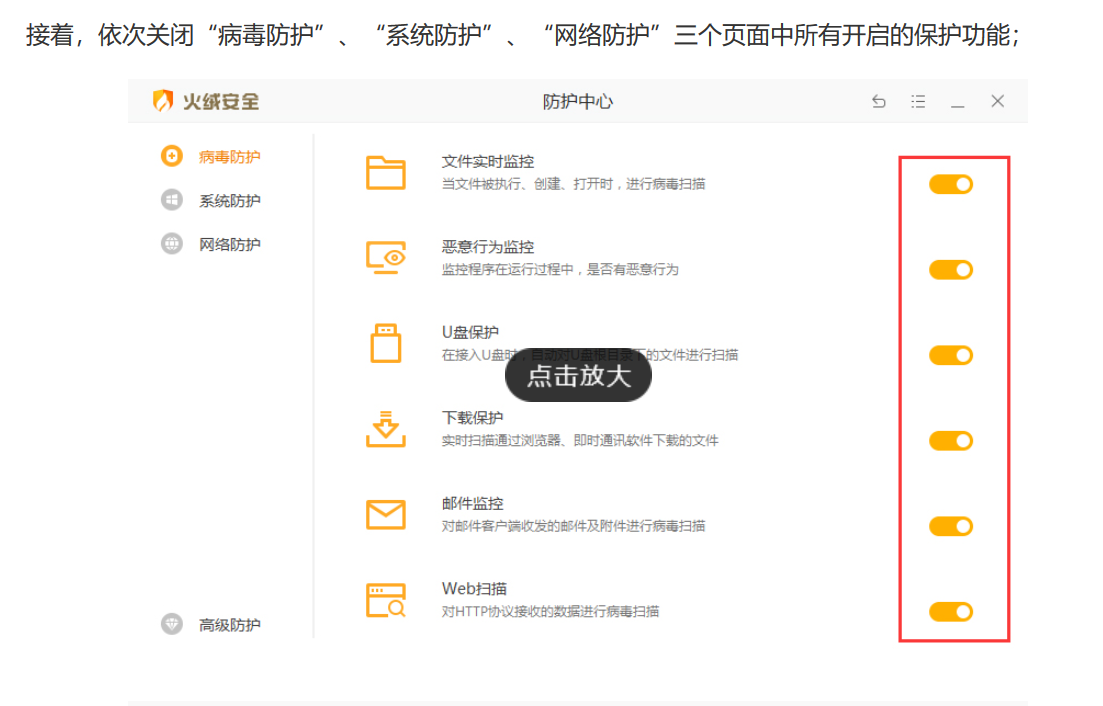 接着，依次关闭“病毒防护”、“系统防护”、“网络防护”三个页面中所有开启的保护功能；
火绒安全
防护中心
病毒防护
系统防护
网络防护
高级防护
文件实时监控
当文件被执行、创建、打开时，进行病毒扫描
恶意行为监控
监控程序在运行过程中，是否有恶意行为
U盘保护
在接入U盘时，自动对U盘根目录下的文件进行扫描
点击放大
下载保护
实时扫描通过浏览器、即时通讯软件下载的文件
邮件监控
对邮件客户端收发的邮件及附件进行病毒扫描
Web扫描
对HTTP协议接收的数据进行病毒扫描